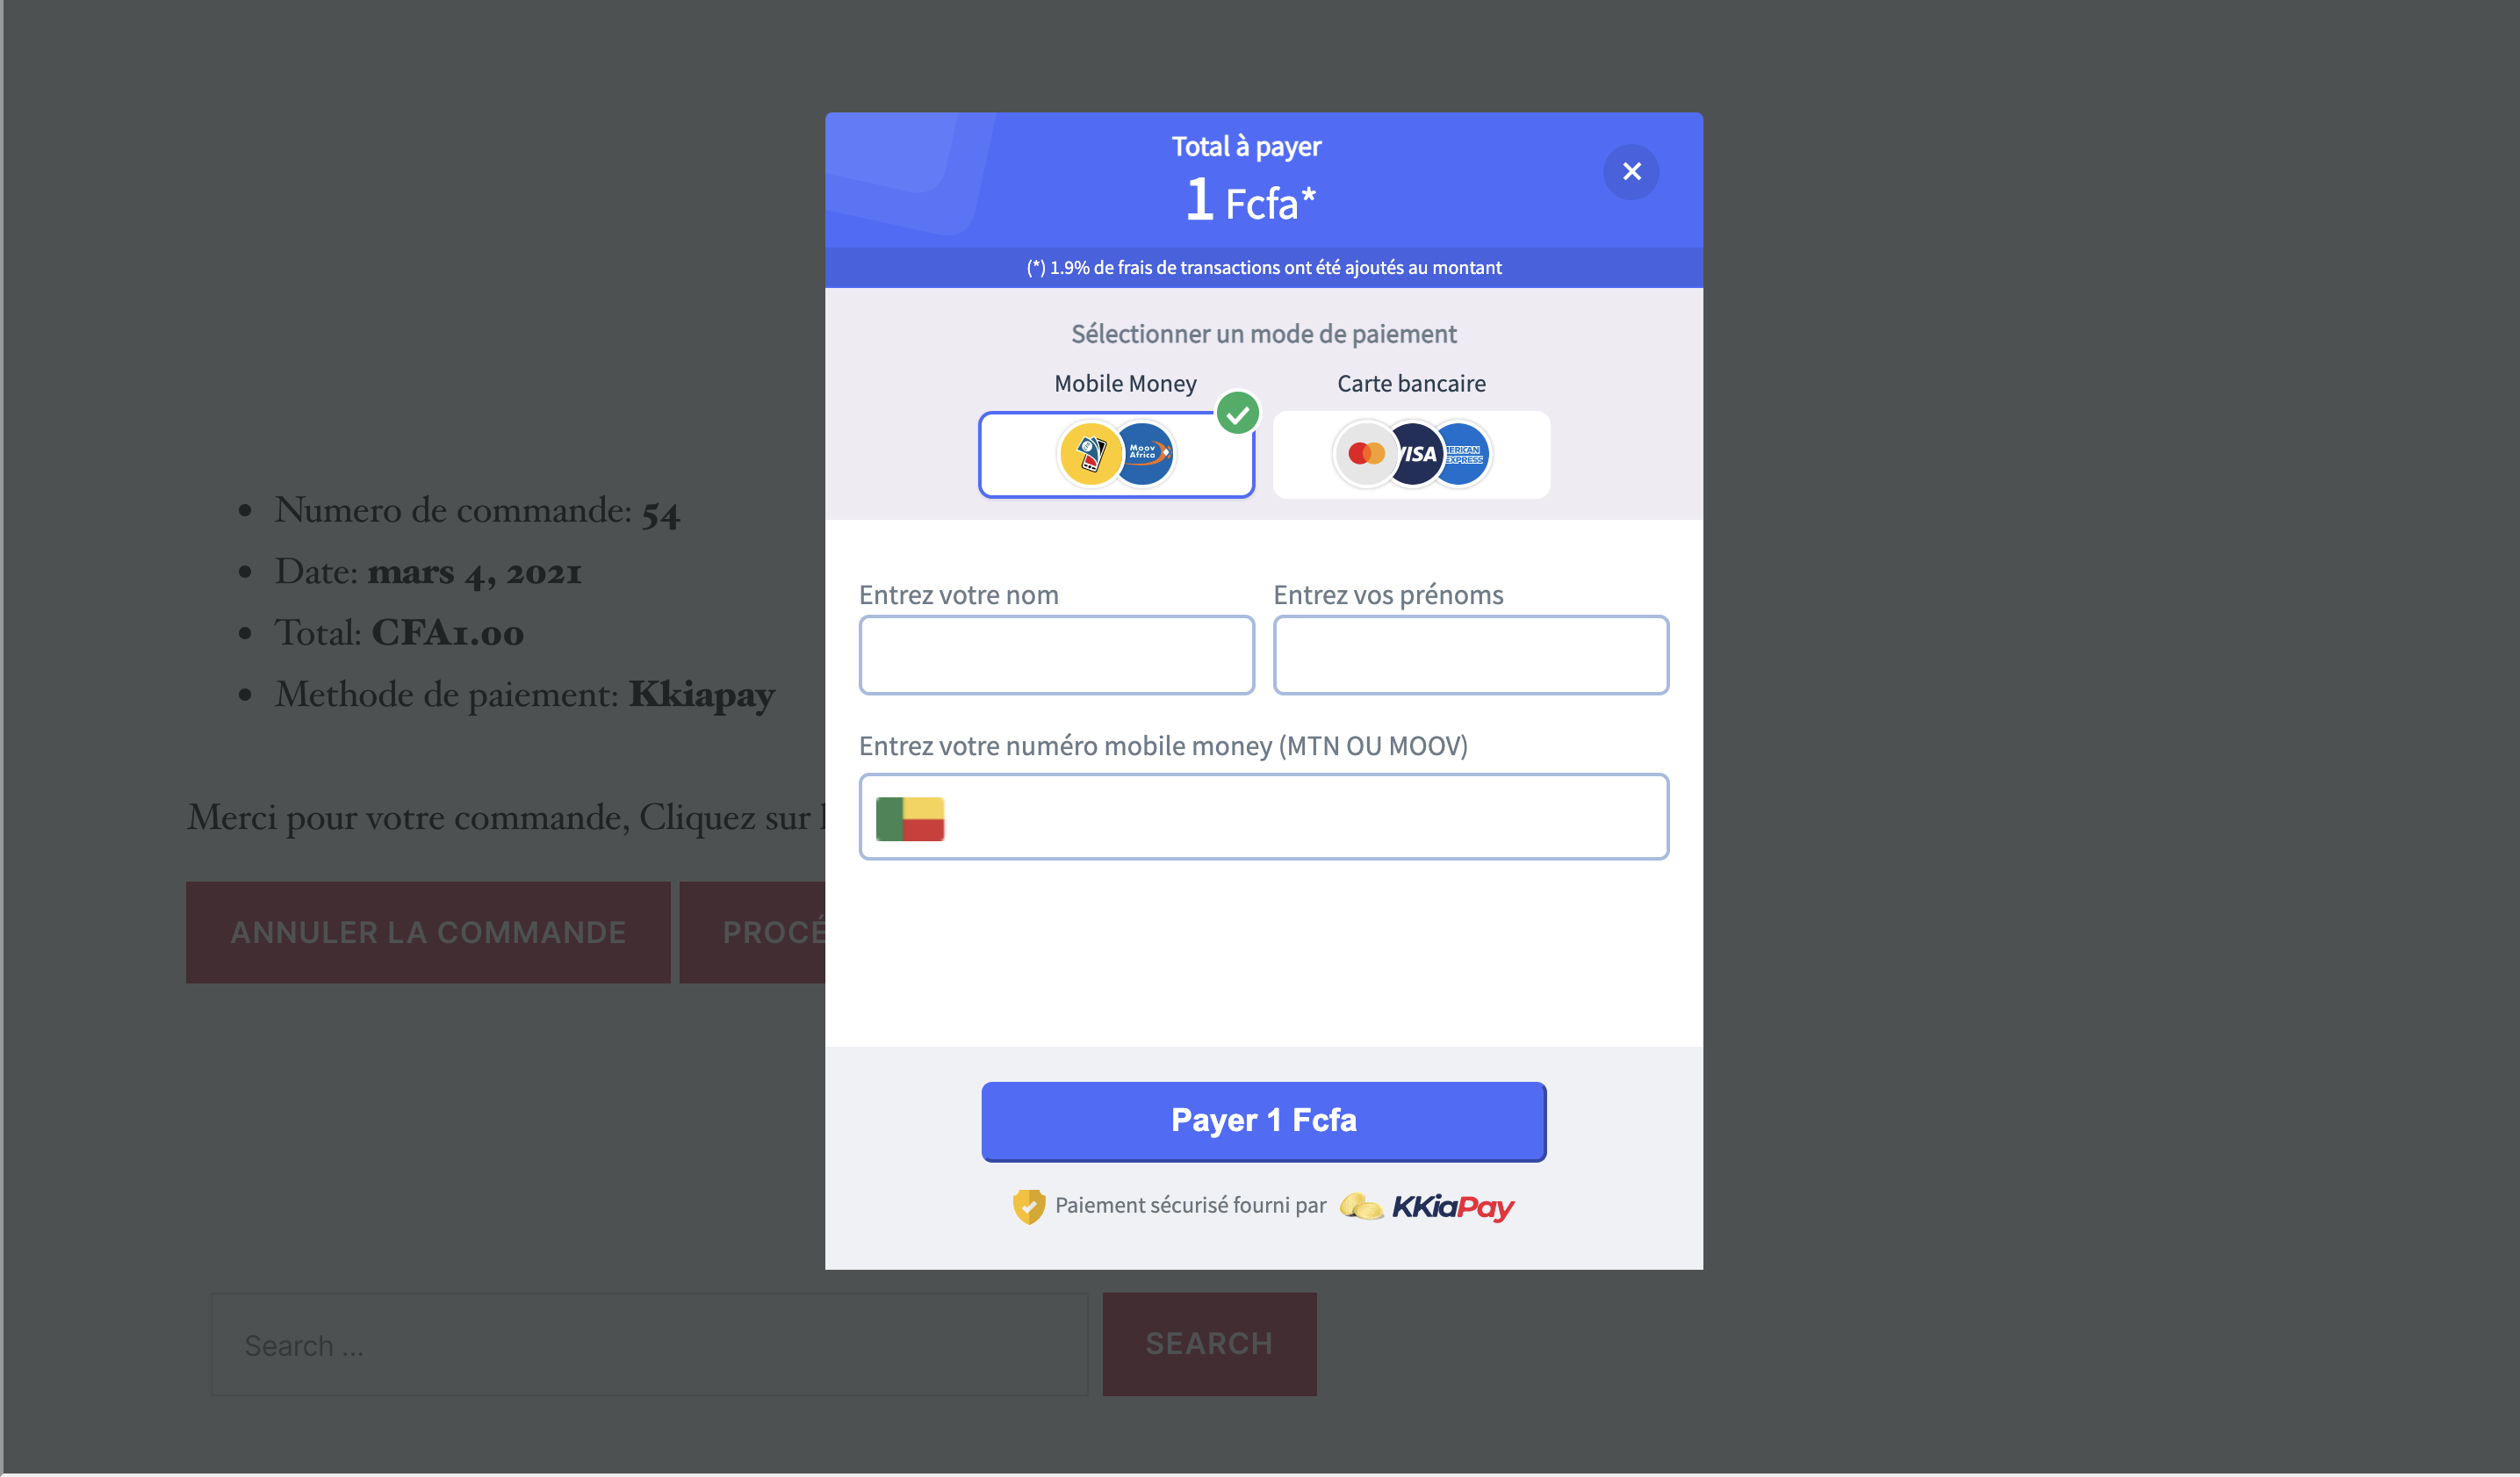 Total à payer
1 Fcfa*
(*) 1.9% de frais de transactions ont été ajoutés au montant
Sélectionner un mode de paiement
Mobile Money
Carte bancaire
Moov
Africa
VISA
EXPRESS
Numero de commande: 54
Date: mars 4, 2021
Total: CFA1.00
Methode de paiement: Kkiapay
Merci pour votre commande, Cliquez sur
ANNULER LA COMMANDE
Entrez votre nom
Entrez vos prénoms
Entrez votre numéro mobile money (MTN OU MOOV)
Payer 1 Fcfa
Paiement sécurisé fourni par KKiaPay
Search ...
SEARCH